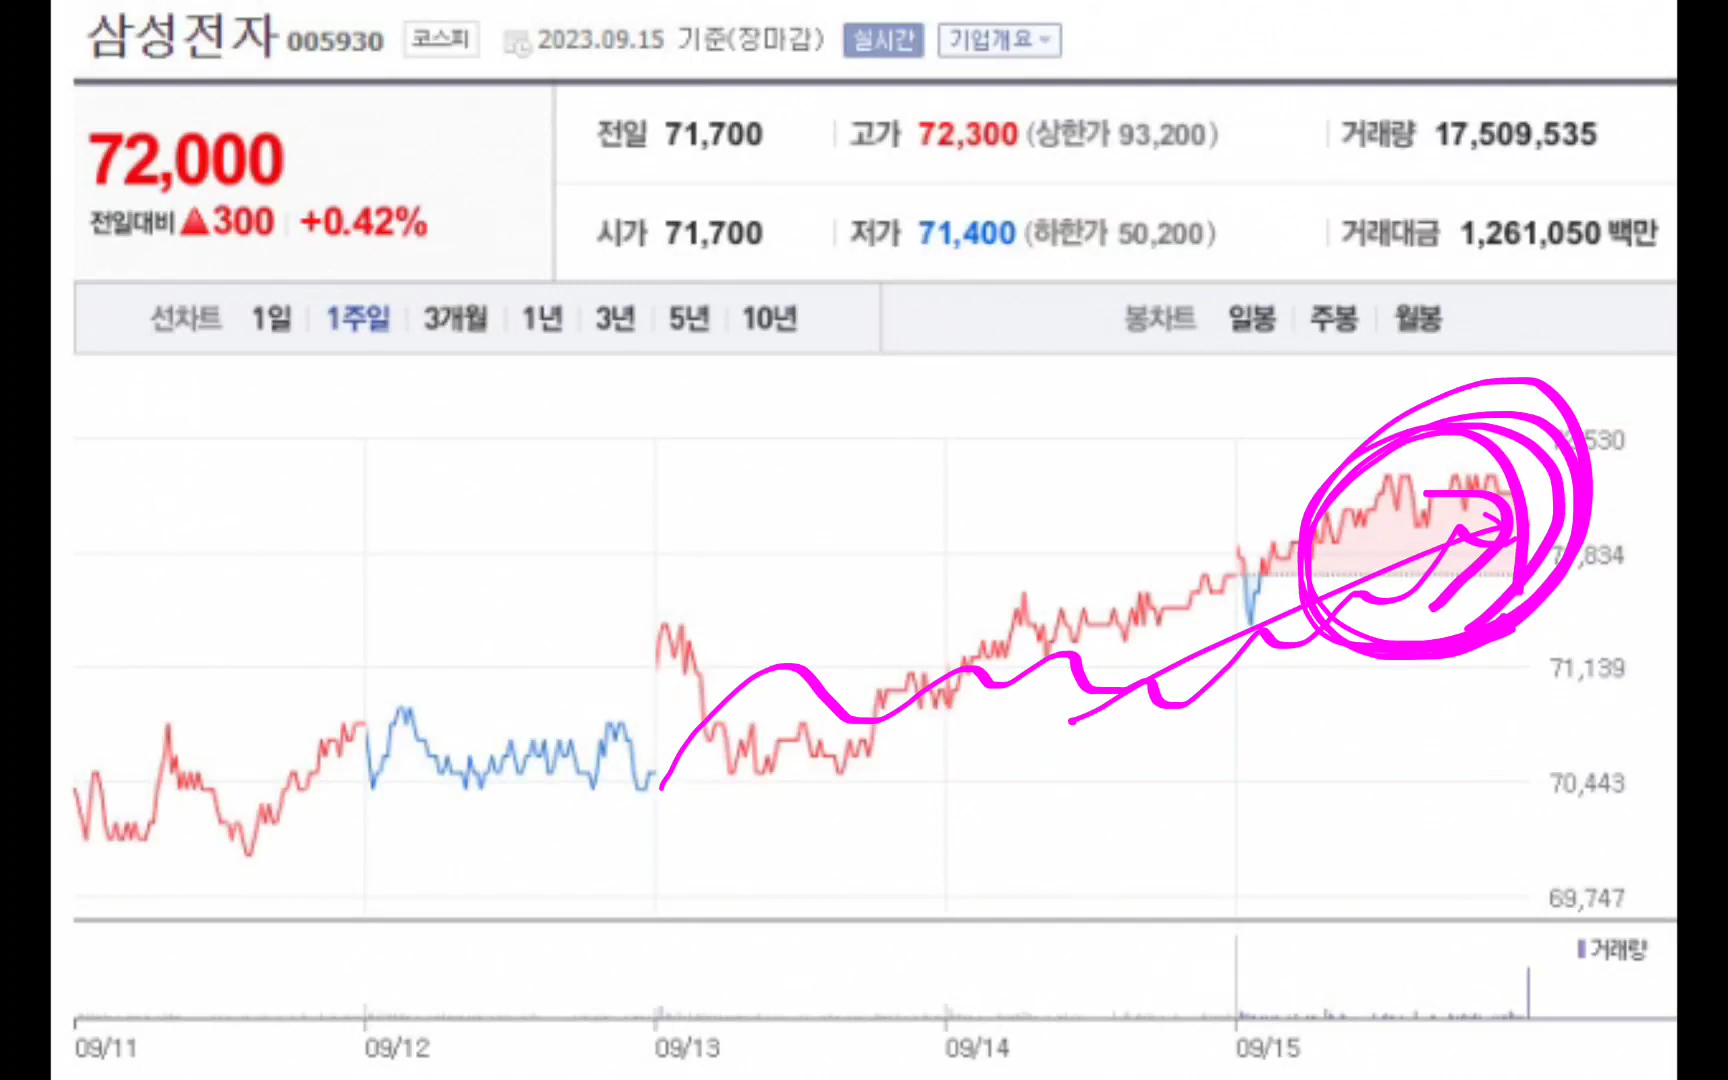 삼성전자 005930 코스피 2023.09.15 기준(장마감) 실시간 기업개요
72,000
전일대비 ▲300 +0.42%
전일 71,700 고가 72,300 (상한가 93,200) 거래량 17,509,535
시가 71,700 저가 71,400 (하한가 50,200) 거래대금 1,261,050 백만
선차트 1일 1주일 3개월 1년 3년 5년 10년 봉차트 일봉 주봉 월봉
71,139
70,443
69,747
거래량
09/11 09/12 09/13 09/14 09/15